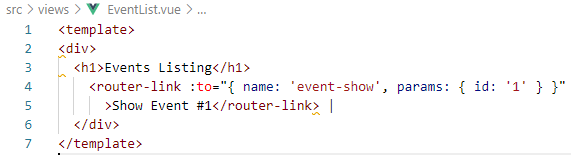 src > views > EventList.vue > ...
1 <template>
2 <div>
3 <h1>Events Listing</h1>
4 <router-link :to="{ name: 'event-show', params: { id: '1' } }"
5 >Show Event #1</router-link> |
6 </div>
7 </template>